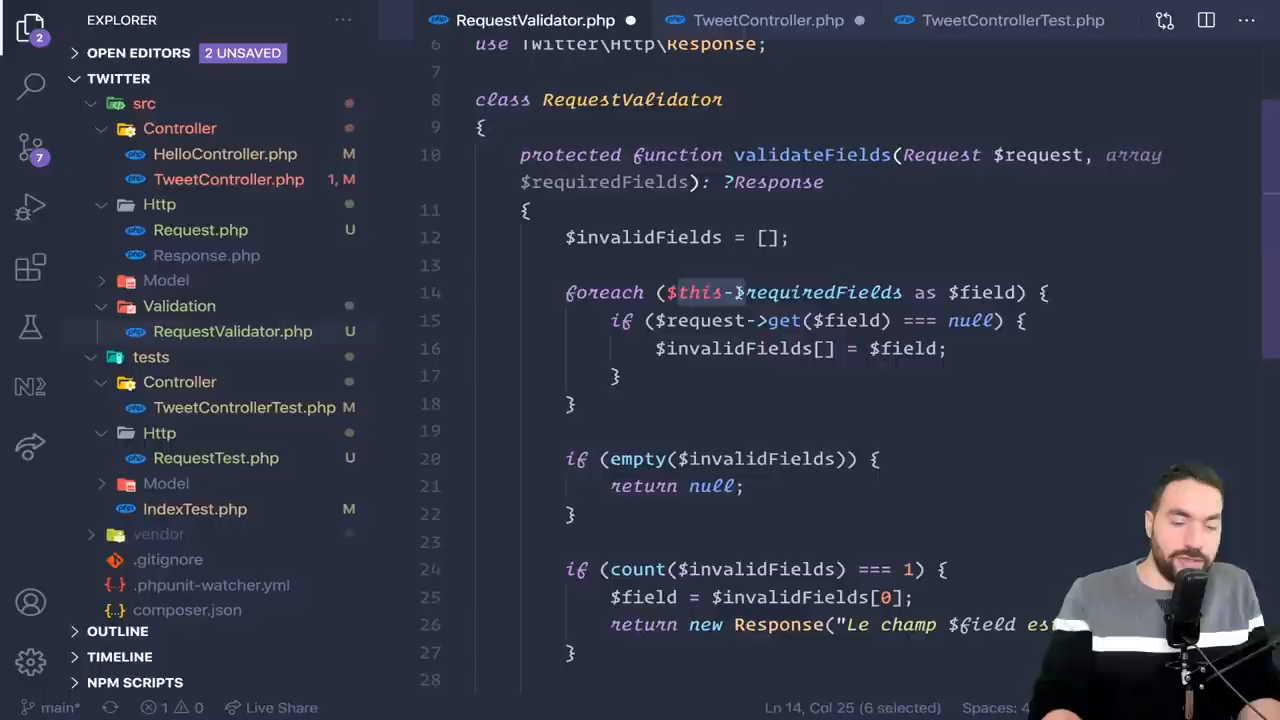 EXPLORER
OPEN EDITORS 2 UNSAVED
TWITTER
src
Controller
HelloController.php M
TweetController.php 1, M
Http
Request.php U
Response.php
Model
Validation
RequestValidator.php U
tests
Controller
TweetControllerTest.php M
Http
RequestTest.php U
Model
IndexTest.php M
vendor
.gitignore
.phpunit-watcher.yml
composer.json
OUTLINE
TIMELINE
NPM SCRIPTS
2
7
RequestValidator.php
TweetController.php
TweetControllerTest.php
6 use Twitter\Http\Response;
7
8 class RequestValidator
9 {
10 protected function validateFields(Request $request, array
$requiredFields): ?Response
11 {
12 $invalidFields = [];
13
14 foreach ($this->requiredFields as $field) {
15 if ($request->get($field) === null) {
16 $invalidFields[] = $field;
17 }
18 }
19
20 if (empty($invalidFields)) {
21 return null;
22 }
23
24 if (count($invalidFields) === 1) {
25 $field = $invalidFields[0];
26 return new Response("Le champ $field es
27 }
28
main* 1 0 Live Share Ln 14, Col 25 (6 selected) Spaces: 4